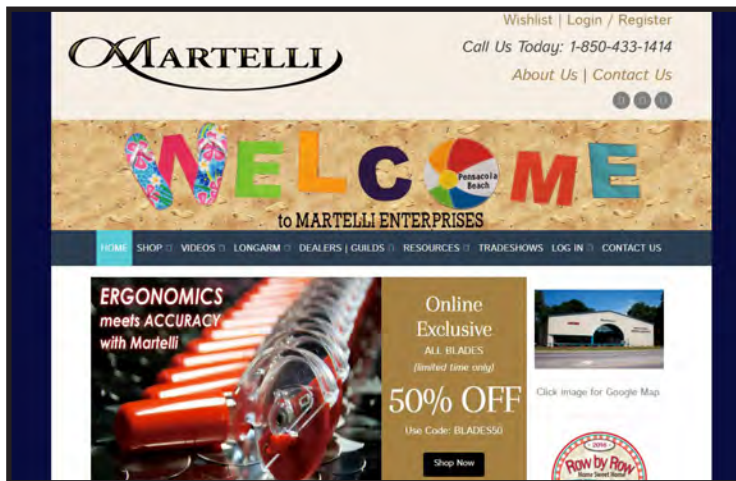 Wishlist | Login / Register
MARTELLI
Call Us Today: 1-850-433-1414
About Us | Contact Us
WELCOME
Pensacola
Beach
to MARTELLI ENTERPRISES
HOME SHOP VIDEOS LONGARM DEALERS | GUILDS RESOURCES TRADESHOWS LOG IN CONTACT US
ERGONOMICS
meets ACCURACY
with Martelli
Online
Exclusive
ALL BLADES
(limited time only)
50% OFF
Use Code: BLADES50
Shop Now
Click image for Google Map
Row by Row
Home Sweet Home